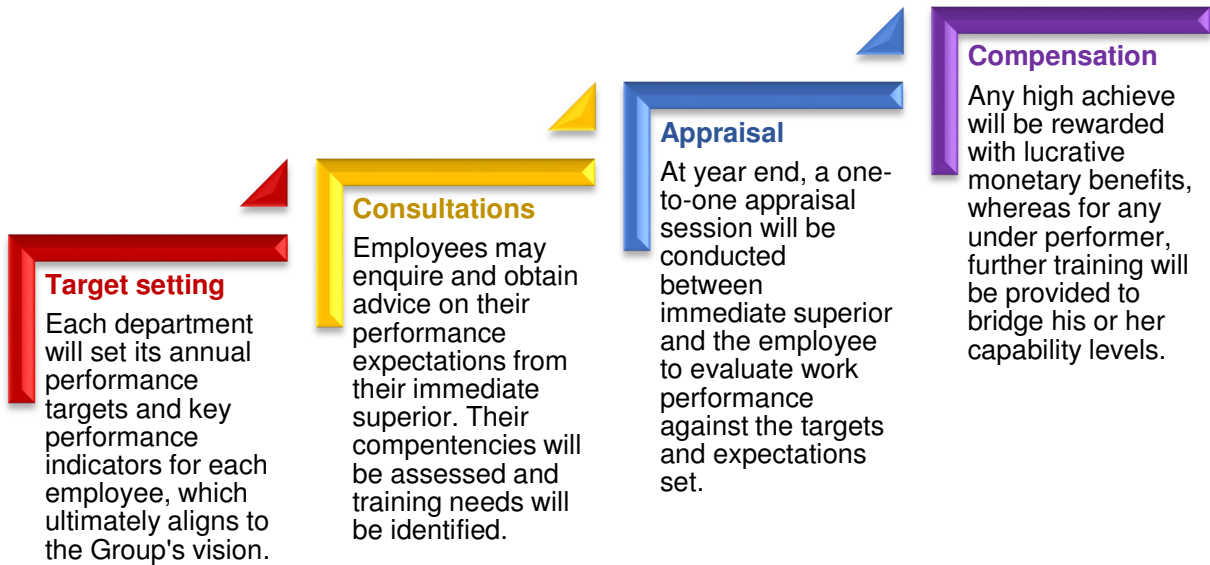 Target setting
Each department
will set its annual
performance
targets and key
performance
indicators for each
employee, which
ultimately aligns to
the Group's vision.
Consultations
Employees may
enquire and obtain
advice on their
performance
expectations from
their immediate
superior. Their
compentencies will
be assessed and
training needs will
be identified.
Appraisal
At year end, a one-
to-one appraisal
session will be
conducted
between
immediate superior
and the employee
to evaluate work
performance
against the targets
and expectations
set.
Compensation
Any high achieve
will be rewarded
with lucrative
monetary benefits,
whereas for any
under performer,
further training will
be provided to
bridge his or her
capability levels.